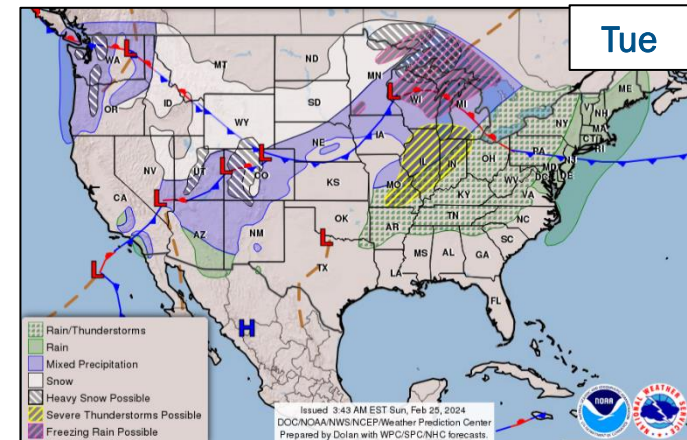 Tue
WA
MT
ND
MN
ME
OR
ID
SD
WI
MI
NY
VT
NH
MA
CT
RI
WY
IA
NE
PA
NJ
NV
UT
CO
IL
IN
OH
MD
DE
DC
WV
VA
CA
KS
MO
KY
AZ
NM
OK
AR
TN
NC
SC
TX
MS
AL
GA
LA
FL
L
L
L
L
L
L
L
H
Rain/Thunderstorms
Rain
Mixed Precipitation
Snow
Heavy Snow Possible
Severe Thunderstorms Possible
Freezing Rain Possible
Issued 3:43 AM EST Sun, Feb 25, 2024
DOC/NOAA/NWS/NCEP/Weather Prediction Center
Prepared by Dolan with WPC/SPC/NHC forecasts.
NOAA
NATIONAL WEATHER SERVICE